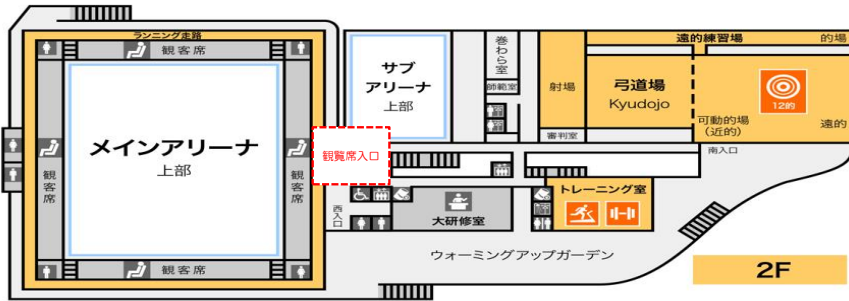 ランニング走路
観客席
メインアリーナ
上部
観客席
観客席
観客席
サブ
アリーナ
上部
観覧席入口
巻わら室
師範室
射場
審判室
遠的練習場
的場
弓道場
Kyudojo
12的
可動的場
（近的）
遠的
南入口
西入口
大研修室
トレーニング室
ウォーミングアップガーデン
2F